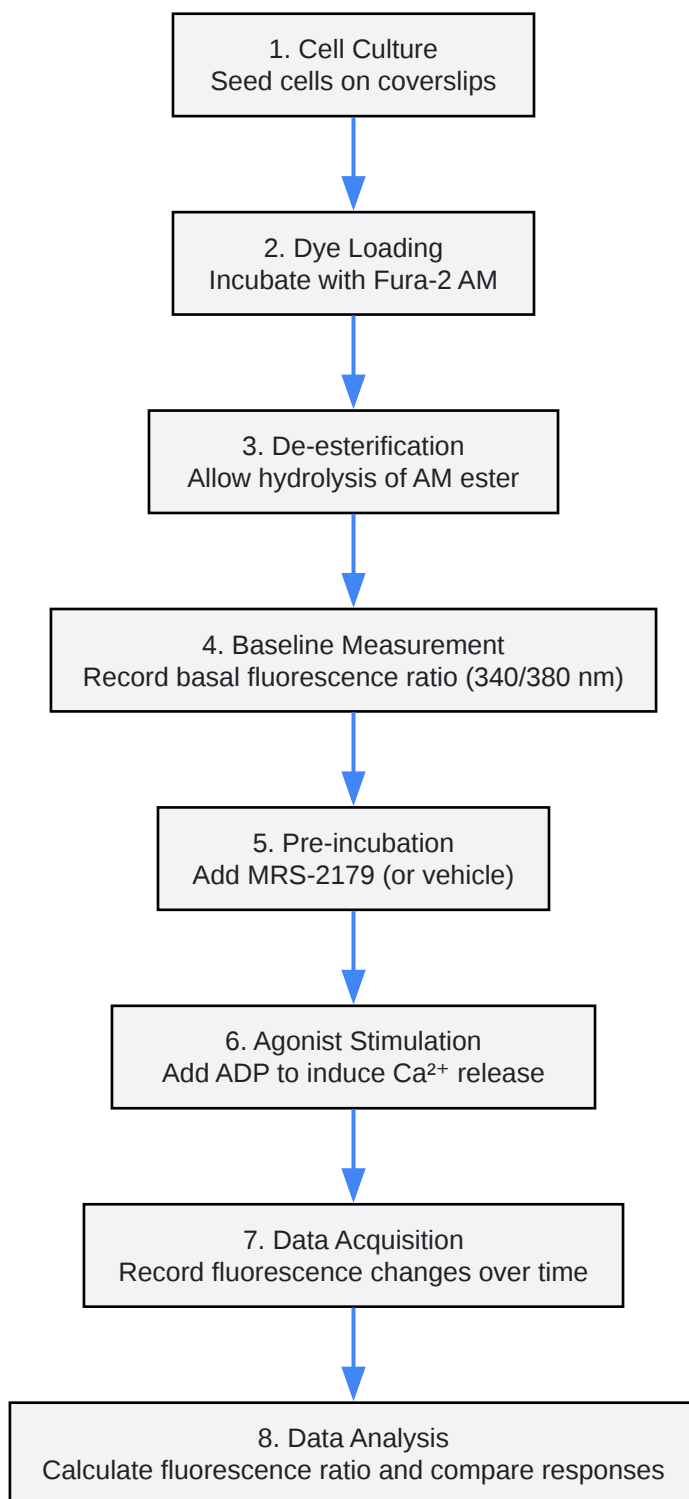 1. Cell Culture
Seed cells on coverslips
2. Dye Loading
Incubate with Fura-2 AM
3. De-esterification
Allow hydrolysis of AM ester
4. Baseline Measurement
Record basal fluorescence ratio (340/380 nm)
5. Pre-incubation
Add MRS-2179 (or vehicle)
6. Agonist Stimulation
Add ADP to induce Ca²⁺ release
7. Data Acquisition
Record fluorescence changes over time
8. Data Analysis
Calculate fluorescence ratio and compare responses